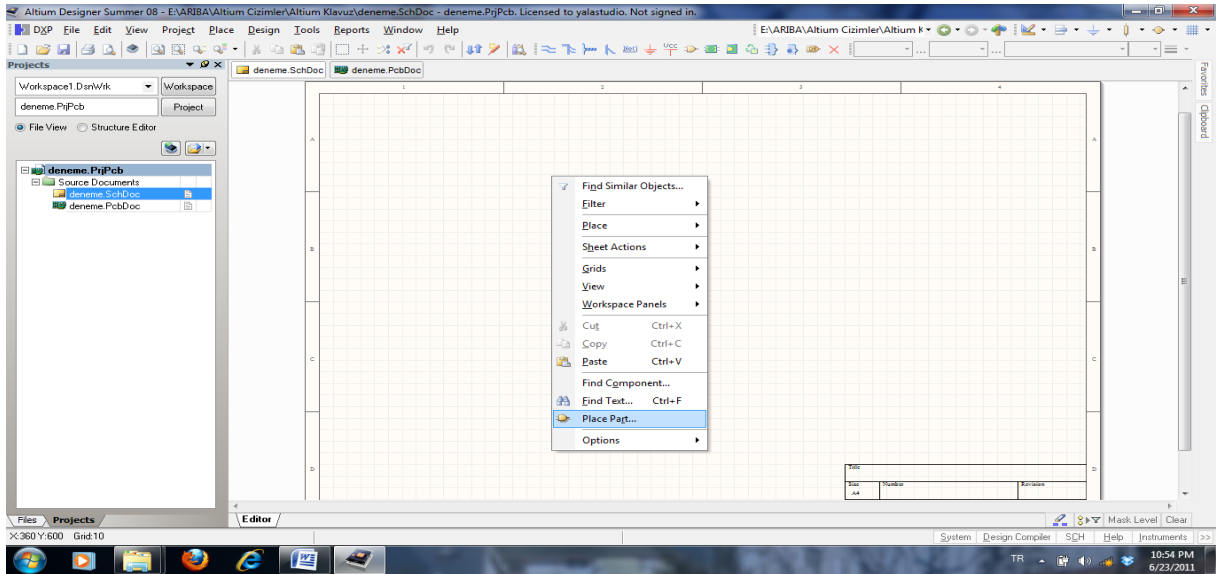 Altium Designer Summer 08 - E:\ARIBA\Altium Cizimler\Altium Klavuz\deneme.SchDoc - deneme.PrjPcb. Licensed to yalastudio. Not signed in.
DXP File Edit View Project Place Design Tools Reports Window Help E:\ARIBA\Altium Cizimler\Altium K
Projects
deneme.SchDoc deneme.PcbDoc
Workspace1.DsnWrk Workspace
deneme.PrjPcb Project
File View Structure Editor
deneme.PrjPcb
Source Documents
deneme.SchDoc
deneme.PcbDoc
Files Projects
1 2 3 4
A A
B B
C C
D D
Find Similar Objects...
Filter
Place
Sheet Actions
Grids
View
Workspace Panels
Cut Ctrl+X
Copy Ctrl+C
Paste Ctrl+V
Find Component...
Find Text... Ctrl+F
Place Part...
Options
Title
Size Number Revision
A4
Favorites
Clipboard
Editor Mask Level Clear
X:360 Y:600 Grid:10 System Design Compiler SCH Help Instruments >>
TR 10:54 PM
6/23/2011